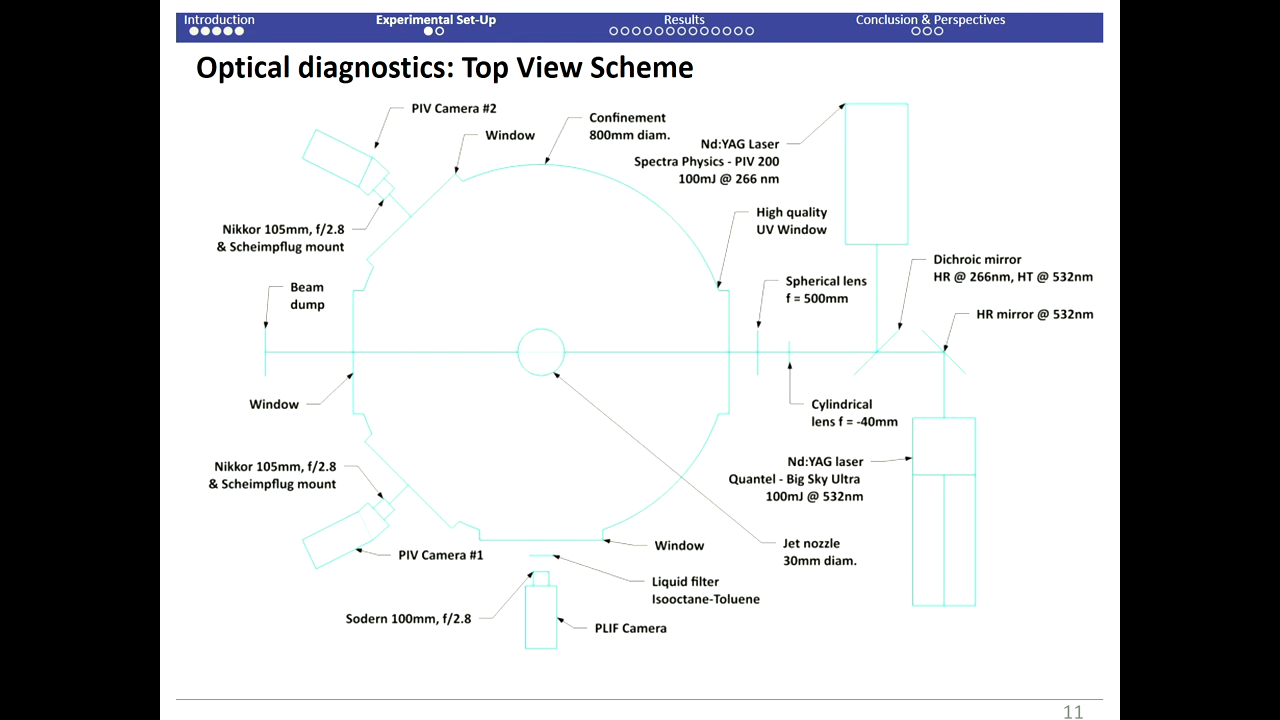 Introduction
Experimental Set-Up
Results
Conclusion & Perspectives
Optical diagnostics: Top View Scheme
PIV Camera #2
Window
Confinement
800mm diam.
Nd:YAG Laser
Spectra Physics - PIV 200
100mJ @ 266 nm
High quality
UV Window
Nikkor 105mm, f/2.8
& Scheimpflug mount
Dichroic mirror
HR @ 266nm, HT @ 532nm
Beam
dump
Spherical lens
f = 500mm
HR mirror @ 532nm
Window
Cylindrical
lens f = -40mm
Nikkor 105mm, f/2.8
& Scheimpflug mount
Nd:YAG laser
Quantel - Big Sky Ultra
100mJ @ 532nm
PIV Camera #1
Window
Jet nozzle
30mm diam.
Liquid filter
Isooctane-Toluene
Sodern 100mm, f/2.8
PLIF Camera
11